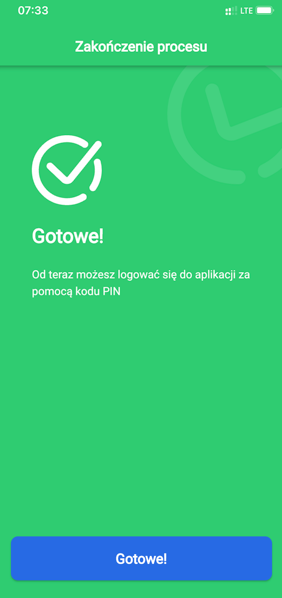 07:33
LTE
Zakończenie procesu
Gotowe!
Od teraz możesz logować się do aplikacji za
pomocą kodu PIN
Gotowe!